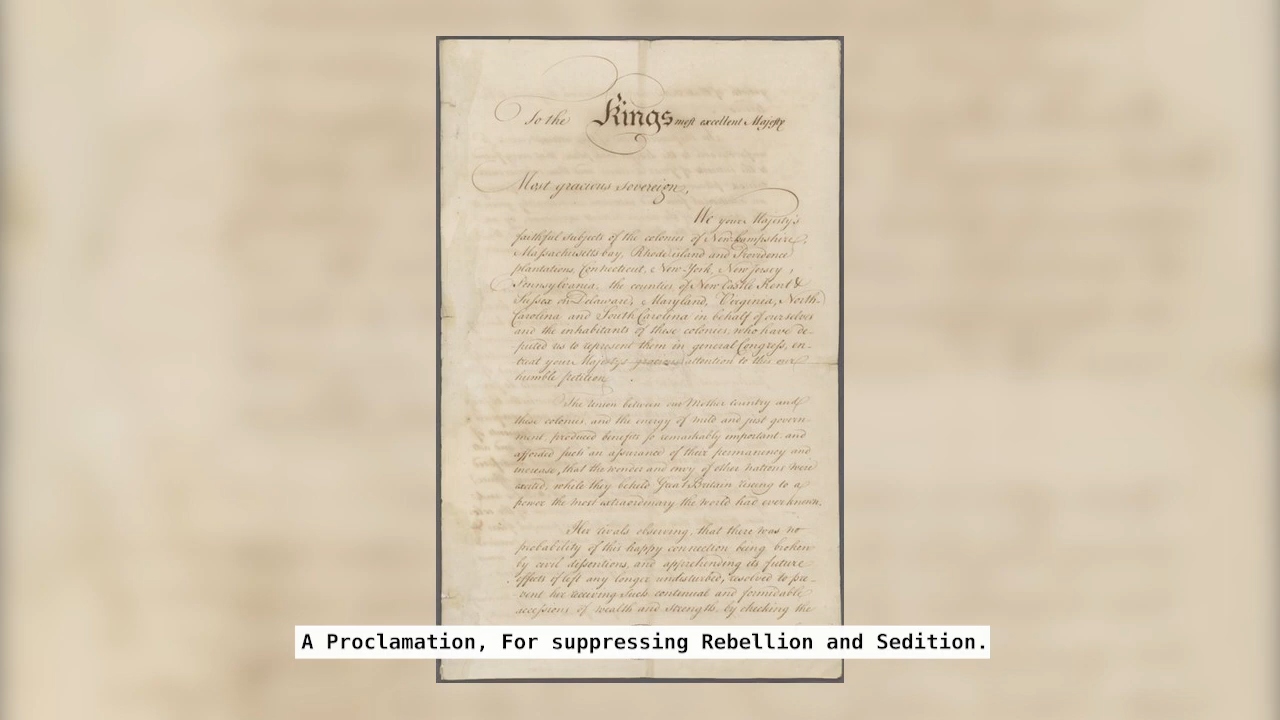 To the Kings most excellent Majesty
Most gracious sovereign,
We your Majesty's
faithful subjects of the colonies of New-hampshire,
Massachusetts-bay, Rhode island and Providence
plantations, Connecticut, New-York, New Jersey,
Pennsylvania, the counties of New Castle Kent &
Sussex on Delaware, Maryland, Virginia, North-
Carolina and South Carolina in behalf of ourselves
and the inhabitants of these colonies, who have de-
puted us to represent them in general Congress, en-
treat your Majesty's gracious attention to this our
humble petition.
The union between our Mother Country and
these colonies, and the energy of mild and just govern-
ment, produced benefits so remarkably important and
afforded such an assurance of their permanency and
increase, that the wonder and envy of other nations were
excited, while they beheld Great Britain rising to a
power the most extraordinary the world had ever known.
Her rivals observing, that there was no
probability of this happy connection being broken
by civil dissentions, and apprehending its future
effects if left any longer undisturbed, resolved to pre-
vent her receiving such continual and formidable
accessions of wealth and strength, by checking the
A Proclamation, For suppressing Rebellion and Sedition.